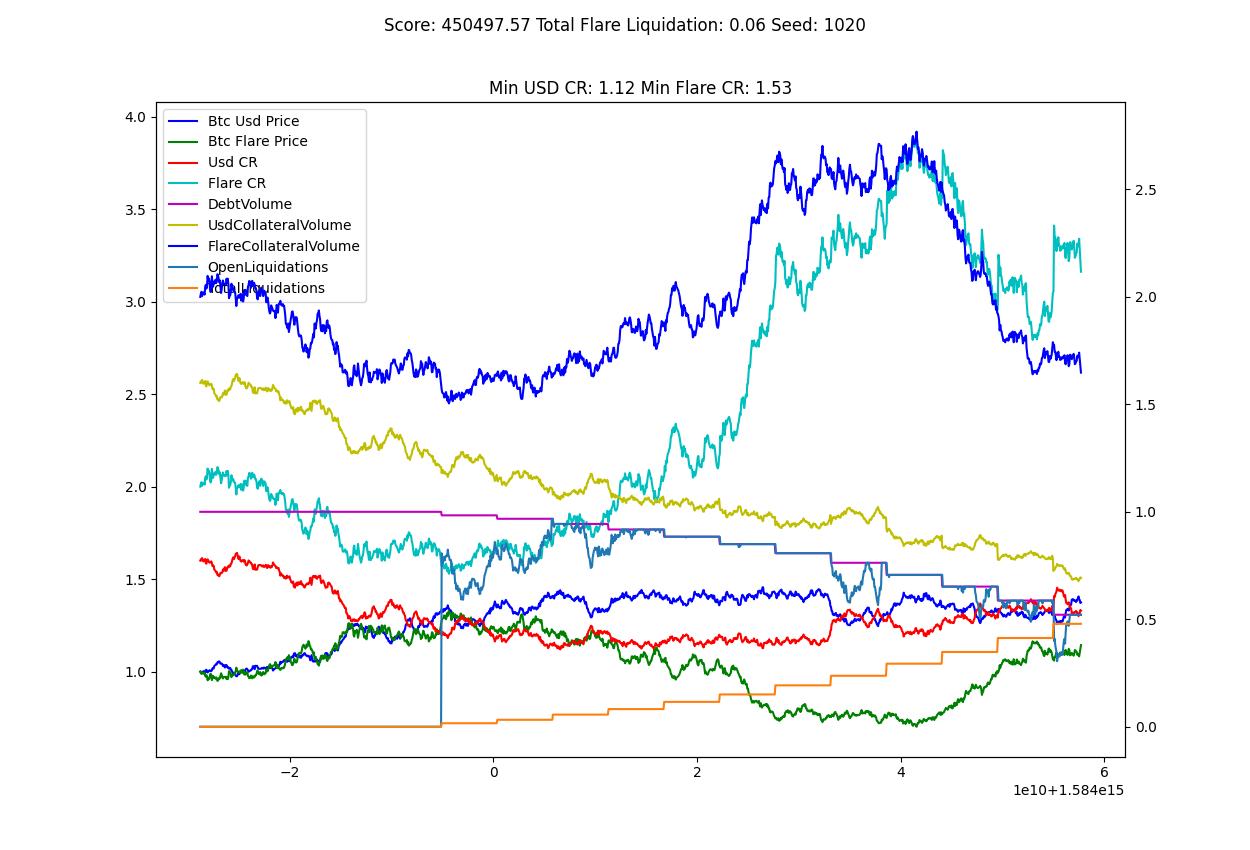 Score: 450497.57 Total Flare Liquidation: 0.06 Seed: 1020
Min USD CR: 1.12 Min Flare CR: 1.53
4.0
3.5
3.0
2.5
2.0
1.5
1.0
Btc Usd Price
Btc Flare Price
Usd CR
Flare CR
DebtVolume
UsdCollateralVolume
FlareCollateralVolume
OpenLiquidations
TotalLiquidations
2.5
2.0
1.5
1.0
0.5
0.0
−2 0 2 4 6
1e10+1.584e15